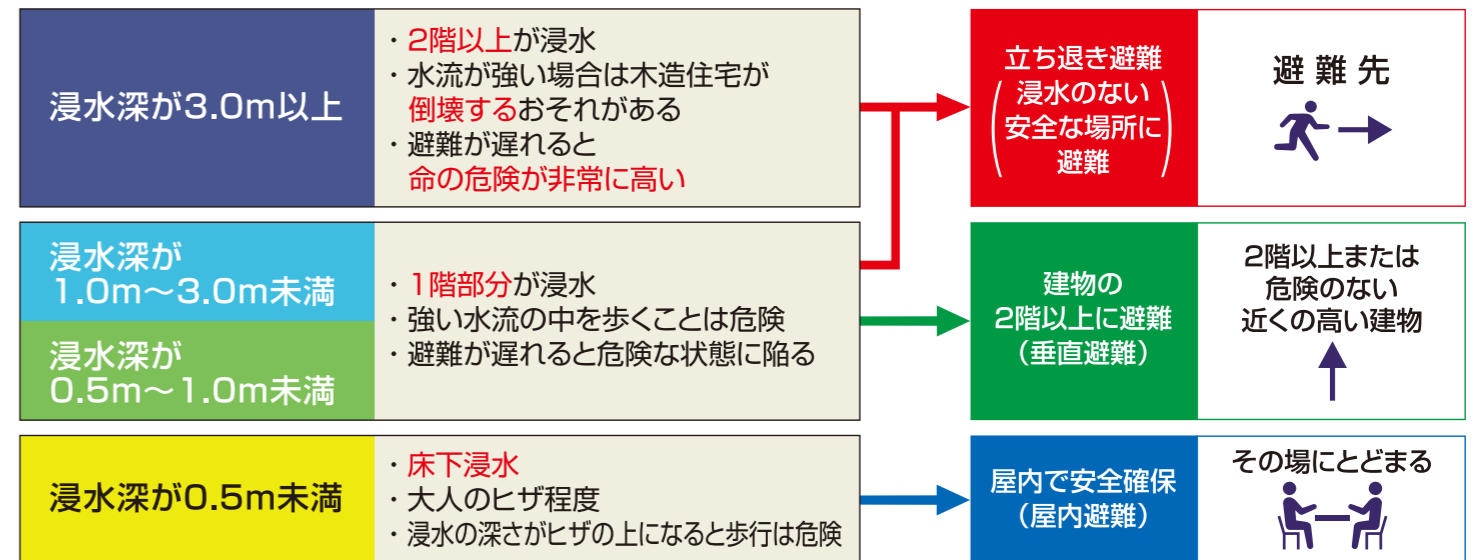 浸水深が3.0m以上
・2階以上が浸水
・水流が強い場合は木造住宅が
倒壊するおそれがある
・避難が遅れると
命の危険が非常に高い
立ち退き避難
(浸水のない
安全な場所に
避難)
避難先
浸水深が
1.0m〜3.0m未満
浸水深が
0.5m〜1.0m未満
・1階部分が浸水
・強い水流の中を歩くことは危険
・避難が遅れると危険な状態に陥る
建物の
2階以上に避難
(垂直避難)
2階以上または
危険のない
近くの高い建物
浸水深が0.5m未満
・床下浸水
・大人のヒザ程度
・浸水の深さがヒザの上になると歩行は危険
屋内で安全確保
(屋内避難)
その場にとどまる